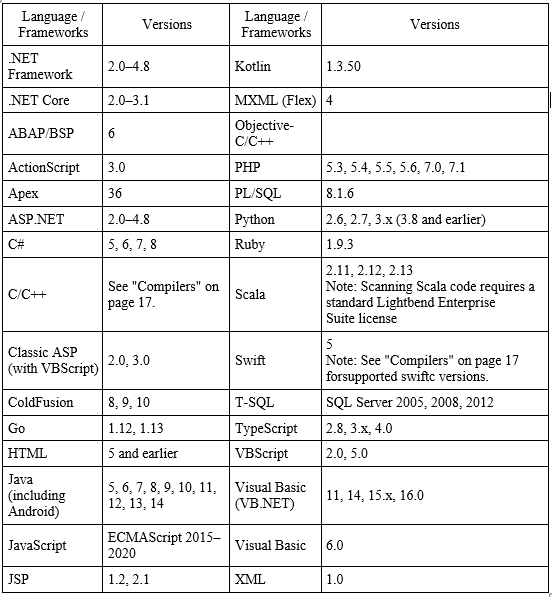 Language / Frameworks	Versions	Language / Frameworks	Versions
.NET Framework	2.0–4.8	Kotlin	1.3.50
.NET Core	2.0–3.1	MXML (Flex)	4
ABAP/BSP	6	Objective-C/C++
ActionScript	3.0	PHP	5.3, 5.4, 5.5, 5.6, 7.0, 7.1
Apex	36	PL/SQL	8.1.6
ASP.NET	2.0–4.8	Python	2.6, 2.7, 3.x (3.8 and earlier)
C#	5, 6, 7, 8	Ruby	1.9.3
C/C++	See "Compilers" on page 17.	Scala	2.11, 2.12, 2.13 Note: Scanning Scala code requires a standard Lightbend Enterprise Suite license
Classic ASP (with VBScript)	2.0, 3.0	Swift	5 Note: See "Compilers" on page 17 forsupported swiftc versions.
ColdFusion	8, 9, 10	T-SQL	SQL Server 2005, 2008, 2012
Go	1.12, 1.13	TypeScript	2.8, 3.x, 4.0
HTML	5 and earlier	VBScript	2.0, 5.0
Java (including Android)	5, 6, 7, 8, 9, 10, 11, 12, 13, 14	Visual Basic (VB.NET)	11, 14, 15.x, 16.0
JavaScript	ECMAScript 2015–2020	Visual Basic	6.0
JSP	1.2, 2.1	XML	1.0